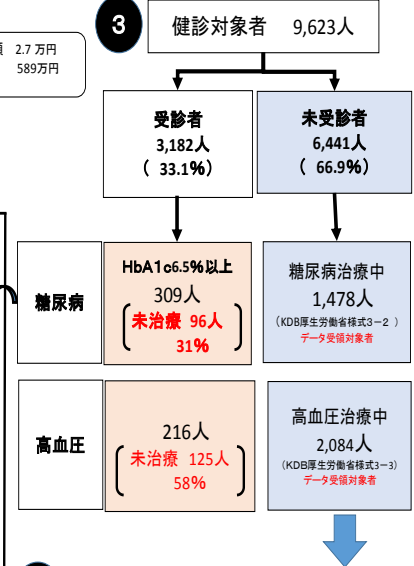 3
健診対象者 9,623人
額 2.7 万円
589万円
受診者
3,182人
( 33.1%)
未受診者
6,441人
( 66.9%)
糖尿病
HbA1c6.5%以上
309人
未治療 96人
31%
糖尿病治療中
1,478人
(KDB厚生労働省様式3-2 )
データ受領対象者
高血圧
216人
未治療 125人
58%
高血圧治療中
2,084人
(KDB厚生労働省様式3-3)
データ受領対象者